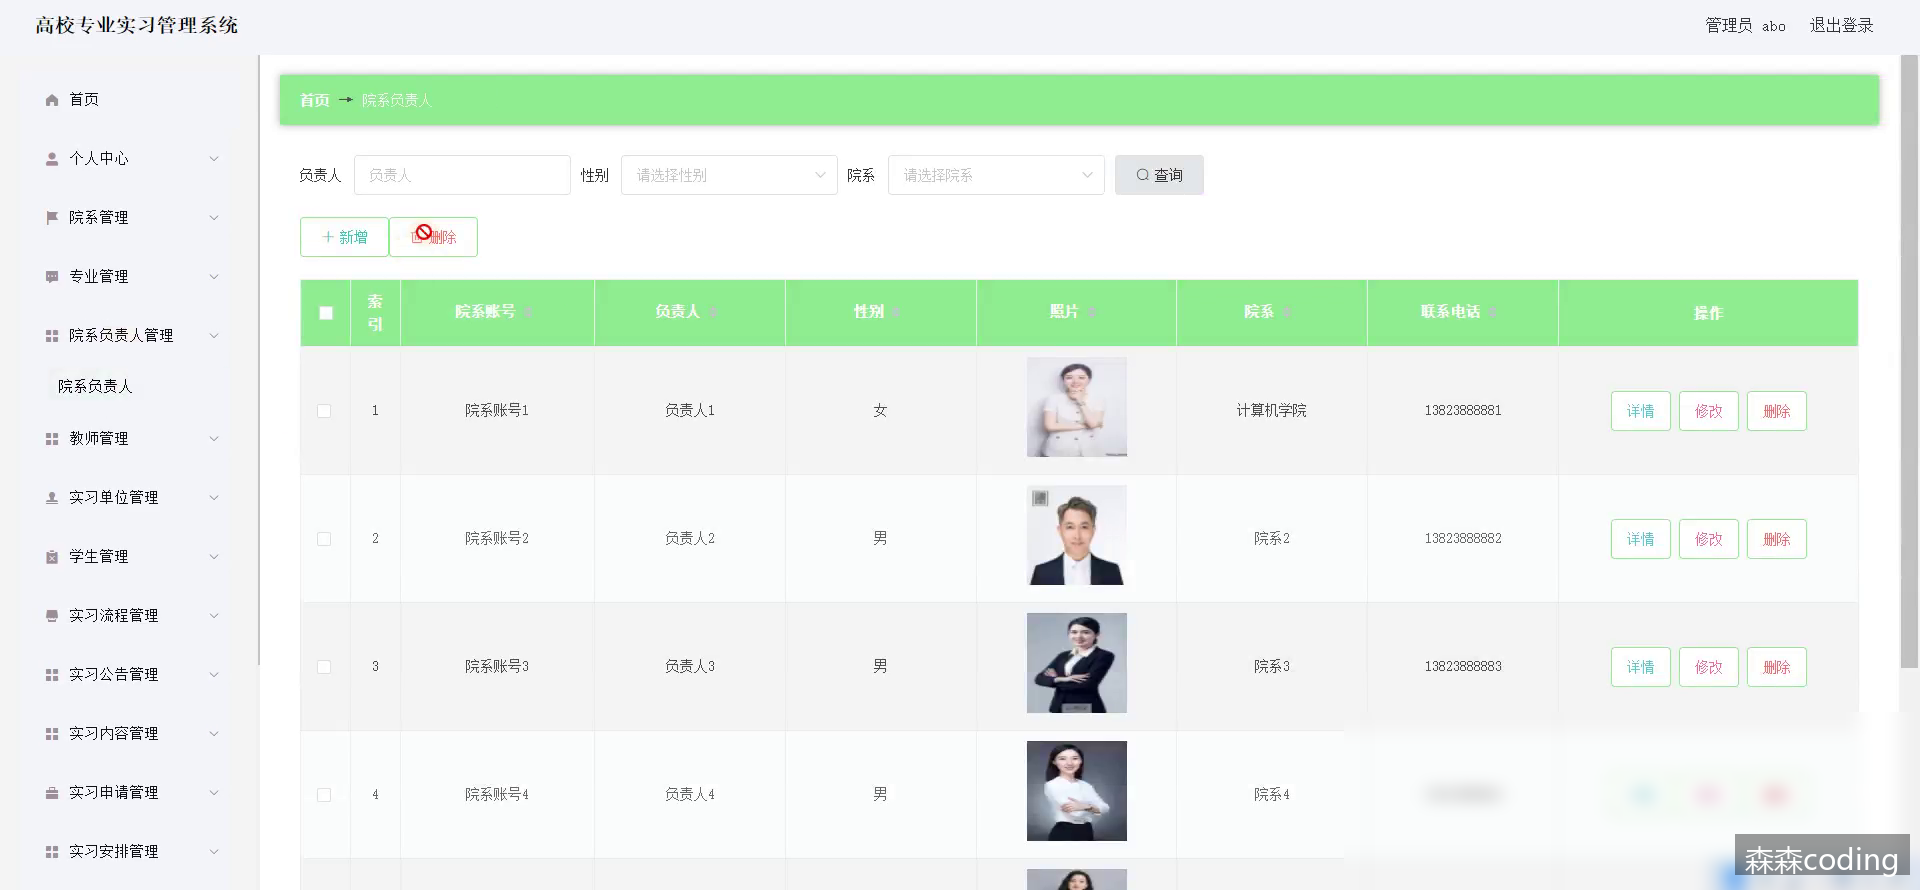 高校专业实习管理系统
管理员 abo 退出登录
首页
个人中心
院系管理
专业管理
院系负责人管理
院系负责人
教师管理
实习单位管理
学生管理
实习流程管理
实习公告管理
实习内容管理
实习申请管理
实习安排管理
首页 → 院系负责人
负责人 负责人 性别 请选择性别 院系 请选择院系 查询
新增 删除
索引 院系账号 负责人 性别 照片 院系 联系电话 操作
1 院系账号1 负责人1 女 计算机学院 13823888881 详情 修改 删除
2 院系账号2 负责人2 男 院系2 13823888882 详情 修改 删除
3 院系账号3 负责人3 男 院系3 13823888883 详情 修改 删除
4 院系账号4 负责人4 男 院系4
森森coding